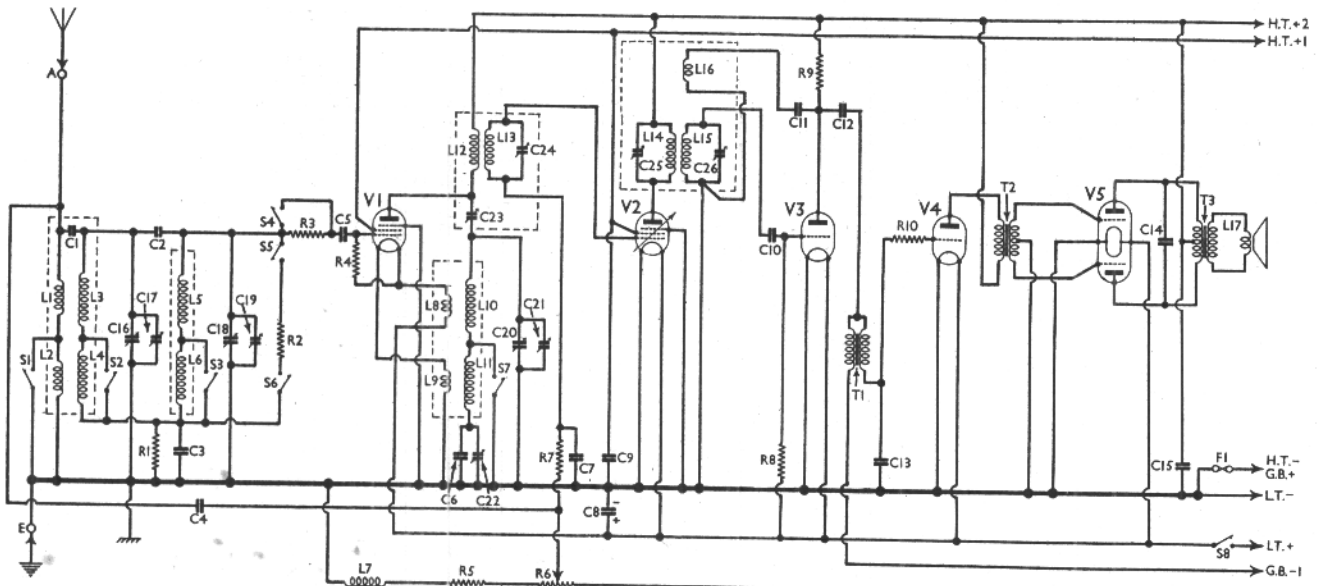 H.T.+2
H.T.+1
A
L16
R9
C11
C12
L12
L13
C24
L14
L15
C25
C26
V1
V2
V3
V4
V5
T2
T3
C1
C2
S4
R3
C5
S5
R4
C23
C10
R10
C14
L17
L1
L3
C17
C16
L5
C19
C18
R2
L8
L10
C21
C20
S1
L2
L4
S2
L6
S3
S6
L9
L11
S7
T1
R1
C3
R7
C7
C9
R8
C13
C15
F1
H.T.-
G.B.+
C6
C22
L.T.-
C4
C8
-
+
E
S8
L.T.+
L7
R5
R6
G.B.-1